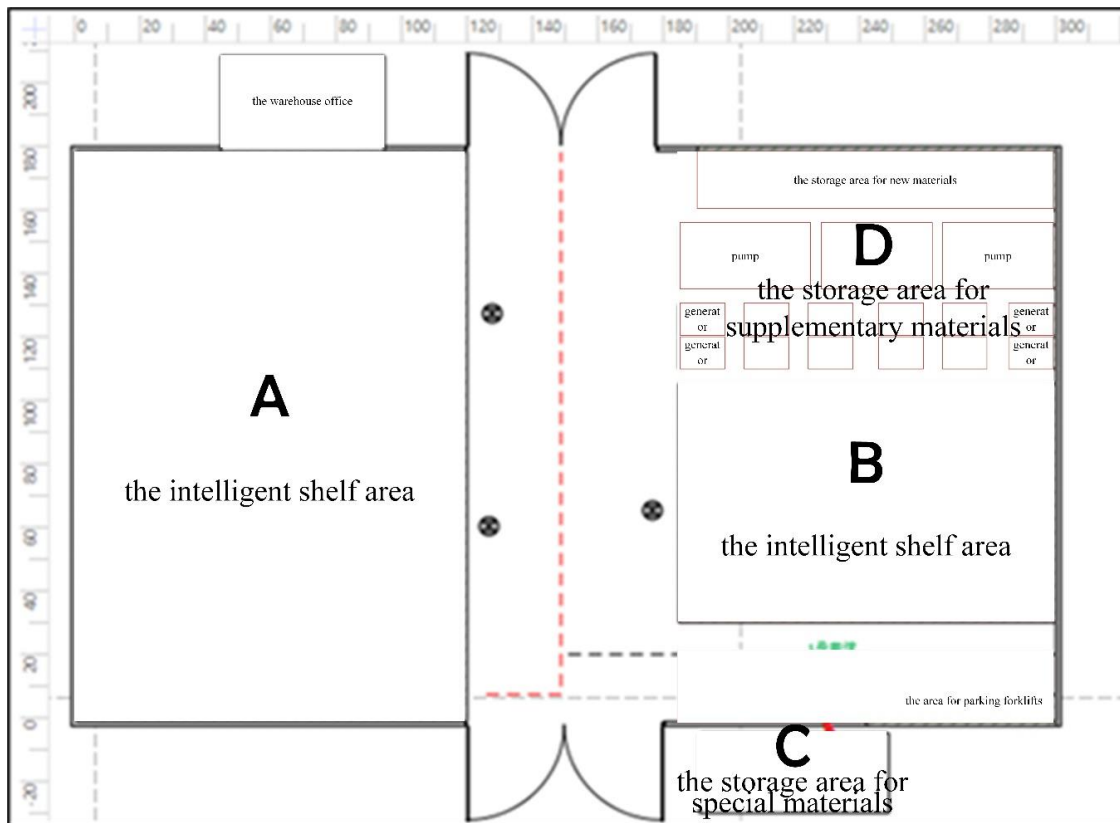 0 20 40 60 80 100 120 140 160 180 200 220 240 260 280 300
200
180
160
140
120
100
80
60
40
20
0
-20
the warehouse office
the storage area for new materials
D
pump
pump
the storage area for
supplementary materials
generat
or
generat
or
generat
or
generat
or
A
the intelligent shelf area
B
the intelligent shelf area
the area for parking forklifts
C
the storage area for
special materials